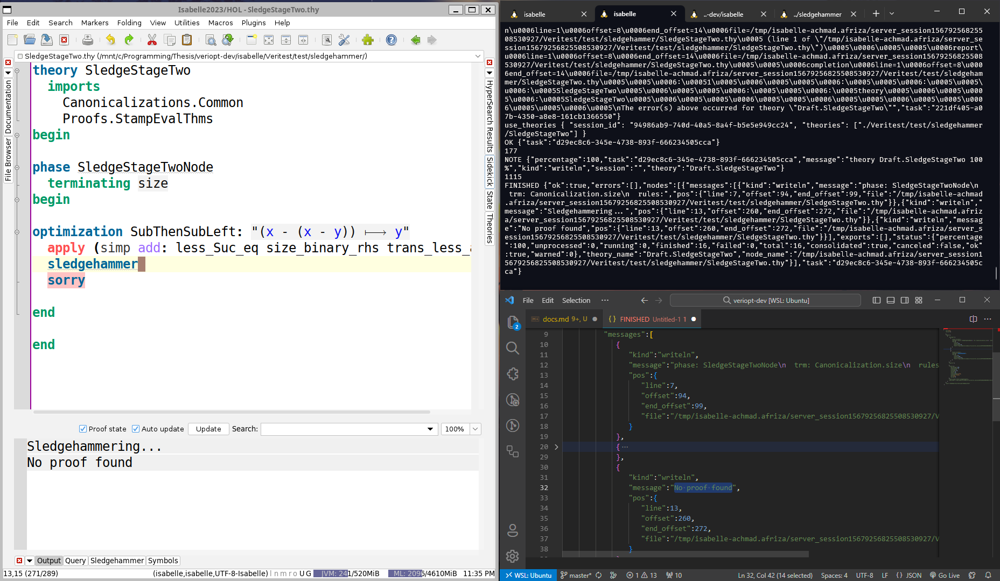 Isabelle2023/HOL - SledgeStageTwo.thy
File Edit Search Markers Folding View Utilities Macros Plugins Help
SledgeStageTwo.thy (/mnt/c/Programming/Thesis/veriopt-dev/isabelle/Veritest/test/sledgehammer/)
File Browser
Documentation
theory SledgeStageTwo
imports
Canonicalizations.Common
Proofs.StampEvalThms
begin
phase SledgeStageTwoNode
terminating size
begin
optimization SubThenSubLeft: "(x - (x - y)) ⟼ y"
apply (simp add: less_Suc_eq size_binary_rhs trans_less_
sledgehammer
sorry
end
end
HyperSearch Results
Sidekick
State
Theories
Proof state Auto update Update Search: 100%
Sledgehammering...
No proof found
Output Query Sledgehammer Symbols
13,15 (271/289) (isabelle,isabelle,UTF-8-Isabelle) l n m r o U G JVM: 241/520MiB ML: 2096/4610MiB 11:35 PM
isabelle isabelle ..-dev/isabelle ../sledgehammer
n\u0006line=1\u0006offset=8\u0006end_offset=14\u0006file=/tmp/isabelle-achmad.afriza/server_session156792568255
08530927/Veritest/test/sledgehammer/SledgeStageTwo.thy\u0005 (line 1 of \"/tmp/isabelle-achmad.afriza/server_se
ssion15679256825508530927/Veritest/test/sledgehammer/SledgeStageTwo.thy\")\u0005\u0006\u0005\u0005\u0006report\
u0006line=1\u0006offset=8\u0006end_offset=14\u0006file=/tmp/isabelle-achmad.afriza/server_session15679256825508
530927/Veritest/test/sledgehammer/SledgeStageTwo.thy\u0005\u0005\u0006completion\u0006line=1\u0006offset=8\u000
6end_offset=14\u0006file=/tmp/isabelle-achmad.afriza/server_session15679256825508530927/Veritest/test/sledgeham
mer/SledgeStageTwo.thy\u0005\u0005\u0006:\u00051\u0005\u0006\u0005\u0005\u0006:\u0005\u0005\u0006:\u0005\u0005\
u0006:\u0005SledgeStageTwo\u0005\u0006\u0005\u0005\u0006:\u0005\u0005\u0006:\u0005theory\u0005\u0006\u0005\u000
5\u0006:\u0005SledgeStageTwo\u0005\u0006\u0005\u0005\u0006\u0005\u0005\u0006\u0005\u0005\u0006\u0005\u0005\u000
6\u0005\u0005\u0006\u0005\nThe error(s) above occurred for theory \"Draft.SledgeStageTwo\"","task":"221df405-a0
7b-4350-a8e8-161cb1366550"}
use_theories { "session_id": "94986ab9-740d-40a5-8a4f-b5e5e949cc24", "theories": ["./Veritest/test/sledgehammer
/SledgeStageTwo"] }
OK {"task":"d29ec8c6-345e-4738-893f-666234505cca"}
177
NOTE {"percentage":100,"task":"d29ec8c6-345e-4738-893f-666234505cca","message":"theory Draft.SledgeStageTwo 100
%","kind":"writeln","session":"","theory":"Draft.SledgeStageTwo"}
1115
FINISHED {"ok":true,"errors":[],"nodes":[{"messages":[{"kind":"writeln","message":"phase: SledgeStageTwoNode\n
trm: Canonicalization.size\n  rules:","pos":{"line":7,"offset":94,"end_offset":99,"file":"/tmp/isabelle-achmad
.afriza/server_session15679256825508530927/Veritest/test/sledgehammer/SledgeStageTwo.thy"}},{"kind":"writeln","
message":"Sledgehammering...","pos":{"line":13,"offset":260,"end_offset":272,"file":"/tmp/isabelle-achmad.afriz
a/server_session15679256825508530927/Veritest/test/sledgehammer/SledgeStageTwo.thy"}},{"kind":"writeln","messag
e":"No proof found","pos":{"line":13,"offset":260,"end_offset":272,"file":"/tmp/isabelle-achmad.afriza/server_s
ession15679256825508530927/Veritest/test/sledgehammer/SledgeStageTwo.thy"}}],"exports":[],"status":{"percentage
":100,"unprocessed":0,"running":0,"finished":16,"failed":0,"total":16,"consolidated":true,"canceled":false,"ok"
:true,"warned":0},"theory_name":"Draft.SledgeStageTwo","node_name":"/tmp/isabelle-achmad.afriza/server_session1
5679256825508530927/Veritest/test/sledgehammer/SledgeStageTwo.thy"}],"task":"d29ec8c6-345e-4738-893f-666234505c
ca"}
File Edit Selection ··· veriopt-dev [WSL: Ubuntu]
2
docs.md 9+, U { } FINISHED Untitled-1 1
9 "messages":[
10 {
11 "kind":"writeln",
12 "message":"phase: SledgeStageTwoNode\n  trm: Canonicalization.size\n  rules
13 "pos":{
14 "line":7,
15 "offset":94,
16 "end_offset":99,
17 "file":"/tmp/isabelle-achmad.afriza/server_session15679256825508530927/V
18 }
19 },
20 { ···
29 },
30 {
31 "kind":"writeln",
32 "message":"No proof found",
33 "pos":{
34 "line":13,
35 "offset":260,
36 "end_offset":272,
37 "file":"/tmp/isabelle-achmad.afriza/server_session15679256825508530927/V
38 }
WSL: Ubuntu master* 1 13 10 Ln 32, Col 42 (14 selected) Spaces: 4 UTF-8 LF { } JSON Go Live